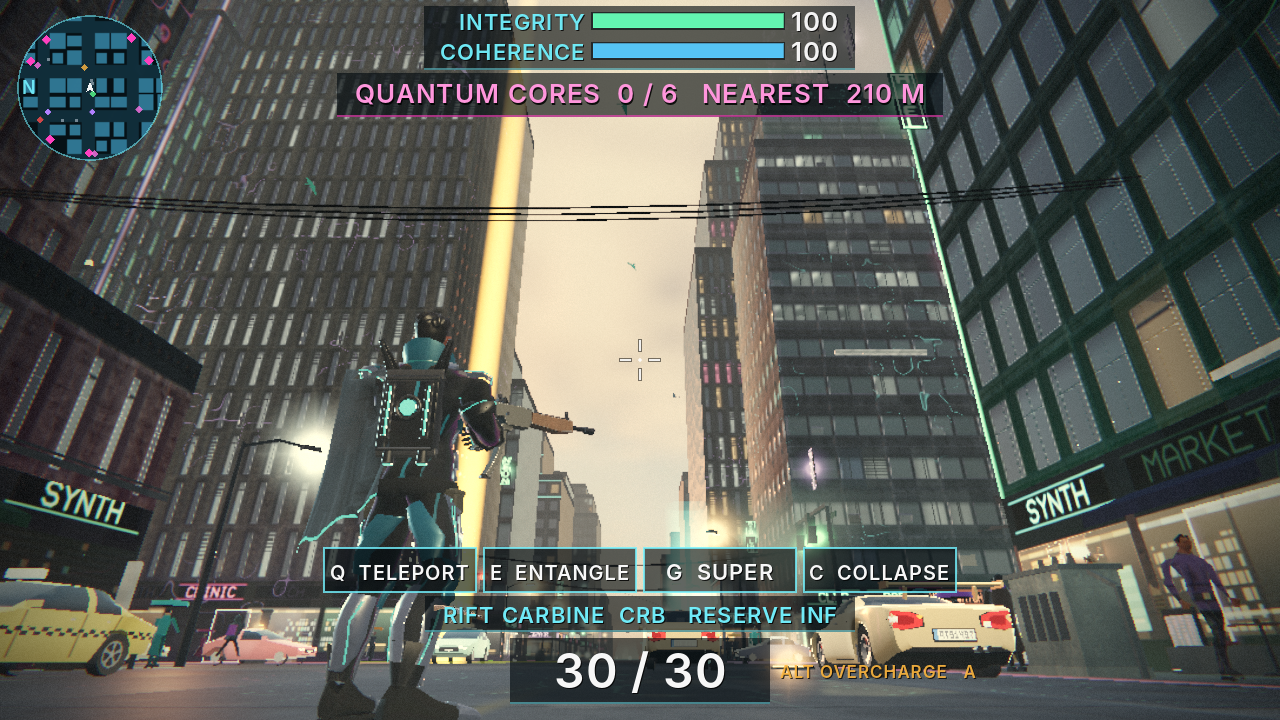 INTEGRITY 100
COHERENCE 100
QUANTUM CORES 0 / 6 NEAREST 210 M
N
MARKET
SYNTH
SYNTH
CLINIC
Q TELEPORT
E ENTANGLE
G SUPER
C COLLAPSE
RIFT CARBINE CRB RESERVE INF
30 / 30
ALT OVERCHARGE A